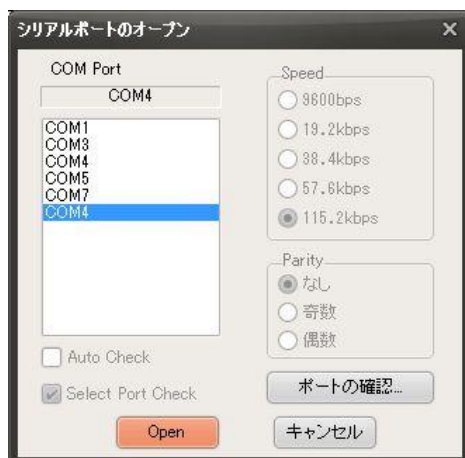 シリアルポートのオープン
COM Port
COM4
COM1
COM3
COM4
COM5
COM7
COM4
Auto Check
Select Port Check
Open
Speed
9600bps
19.2kbps
38.4kbps
57.6kbps
115.2kbps
Parity
なし
奇数
偶数
ポートの確認...
キャンセル